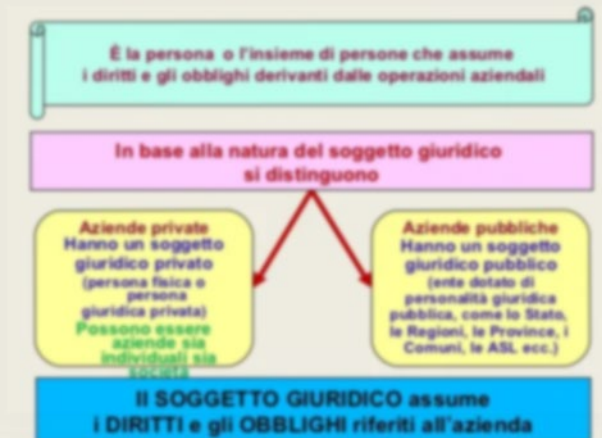 È la persona o l'insieme di persone che assume
i diritti e gli obblighi derivanti dalle operazioni aziendali
In base alla natura del soggetto giuridico
si distinguono
Aziende private
Hanno un soggetto
giuridico privato
(persona fisica o
persona
giuridica privata)
Possono essere
aziende sia
individuali sia
società
Aziende pubbliche
Hanno un soggetto
giuridico pubblico
(ente dotato di
personalità giuridica
pubblica, come lo Stato,
le Regioni, le Province, i
Comuni, le ASL ecc.)
Il SOGGETTO GIURIDICO assume
i DIRITTI e gli OBBLIGHI riferiti all'azienda